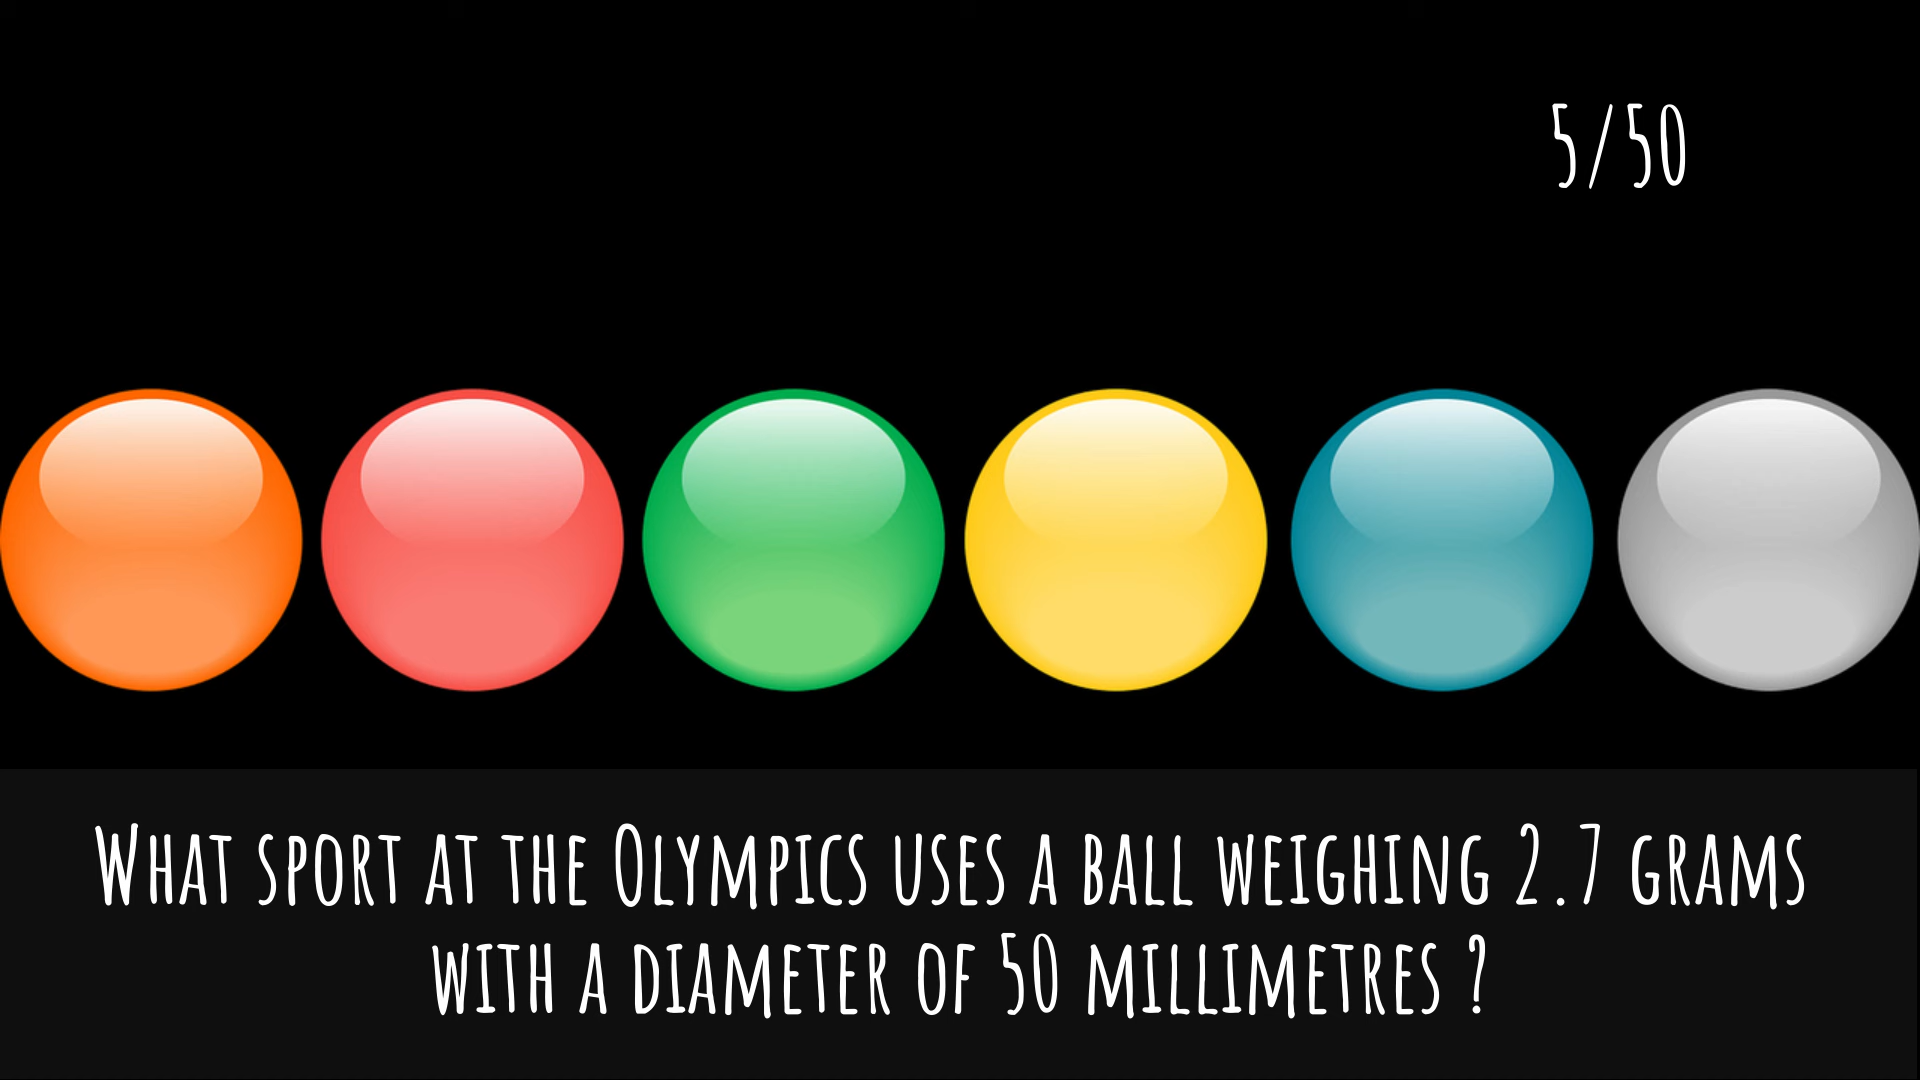 5/50
What sport at the Olympics uses a ball weighing 2.7 grams
with a diameter of 50 millimetres ?